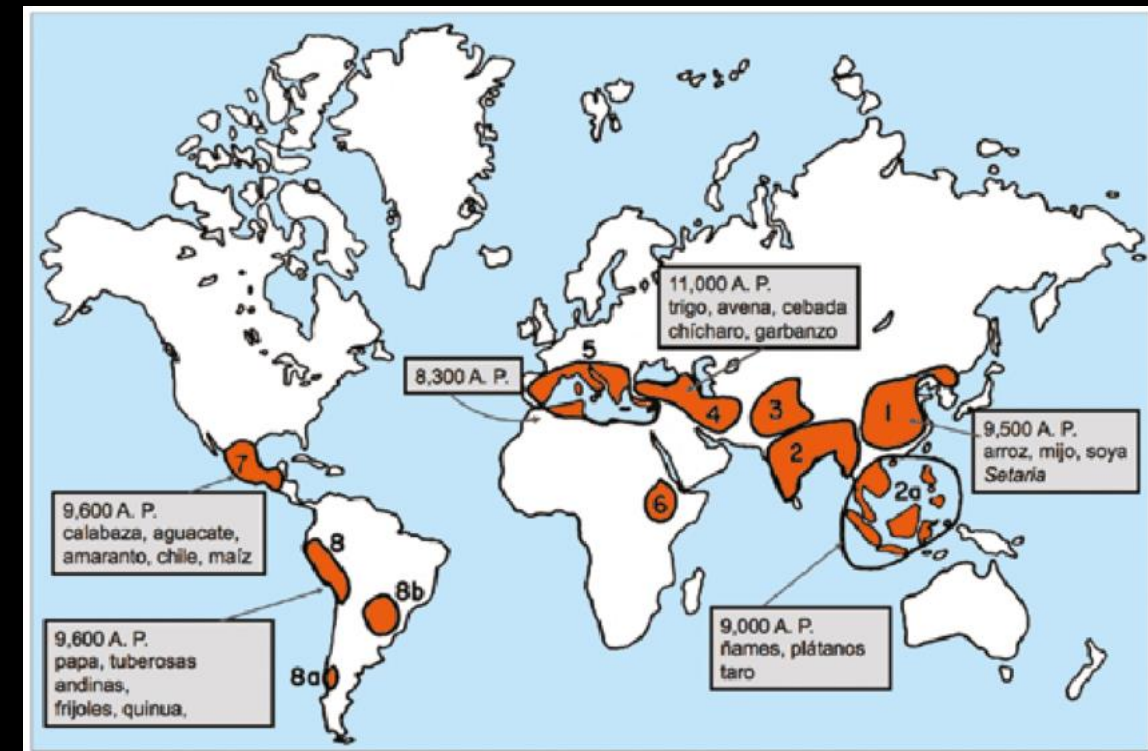 11,000 A. P.
trigo, avena, cebada
chícharo, garbanzo
5
8,300 A. P.
4
3
1
2
9,500 A. P.
arroz, mijo, soya
Setaria
2a
6
7
9,600 A. P.
calabaza, aguacate,
amaranto, chile, maíz
8
8b
8a
9,600 A. P.
papa, tuberosas
andinas,
frijoles, quinua,
9,000 A. P.
ñames, plátanos
taro